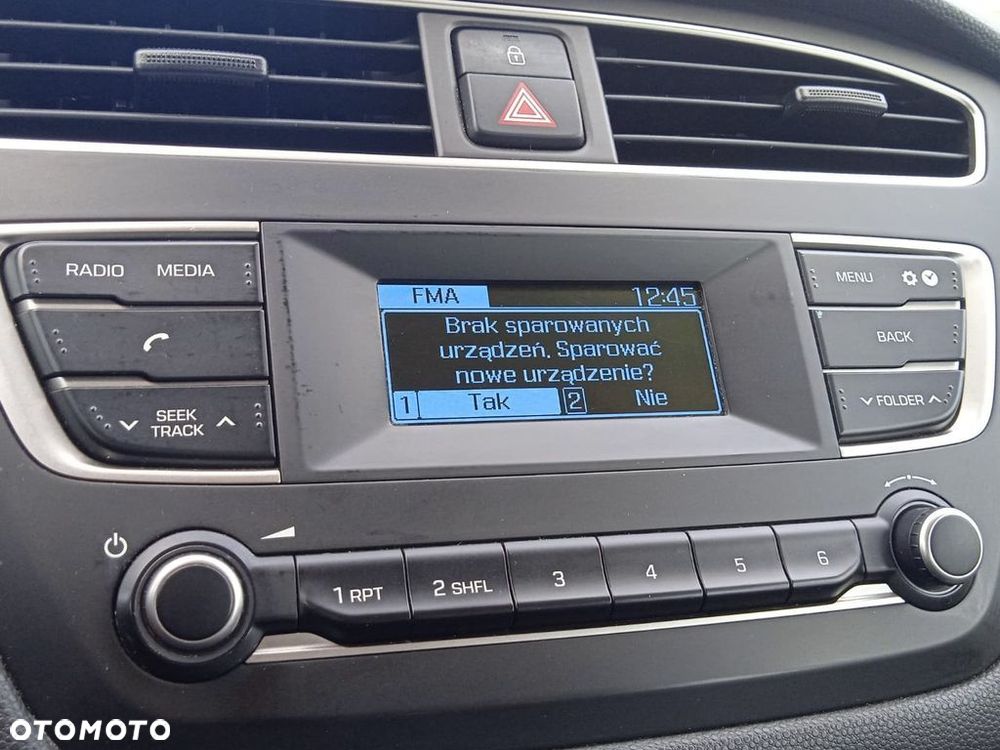 RADIO MEDIA
SEEK
TRACK
FMA 12:45
Brak sparowanych
urządzeń. Sparować
nowe urządzenie?
1 Tak 2 Nie
MENU
BACK
FOLDER
1 RPT 2 SHFL 3 4 5 6
OTOMOTO